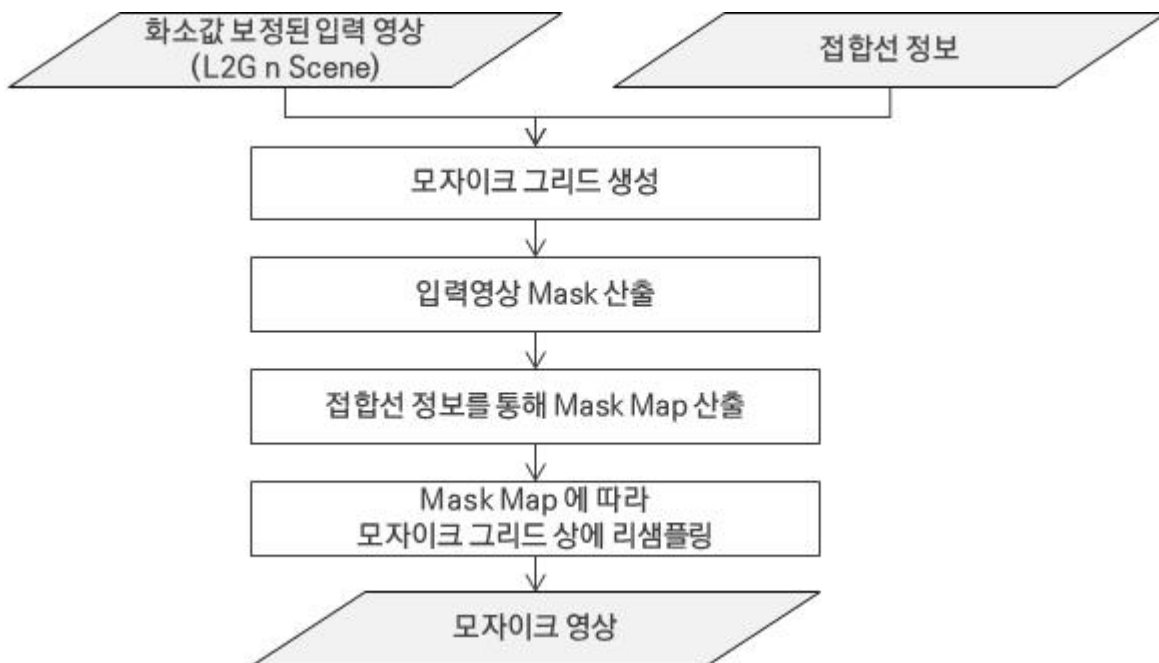 화소값 보정된 입력 영상
(L2G n Scene)
접합선 정보
모자이크 그리드 생성
입력영상 Mask 산출
접합선 정보를 통해 Mask Map 산출
Mask Map 에 따라
모자이크 그리드 상에 리샘플링
모자이크 영상